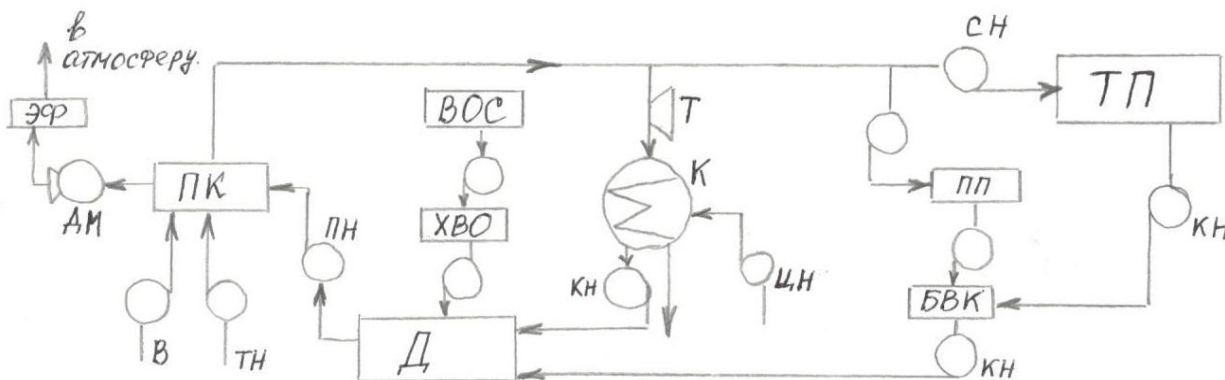 в
атмосферу.
СН
ЭФ
ВОС
Т
ТП
ПК
К
ПП
ДМ
ХВО
ПН
КН
КН
ЦН
БВК
В
ТН
Д
КН